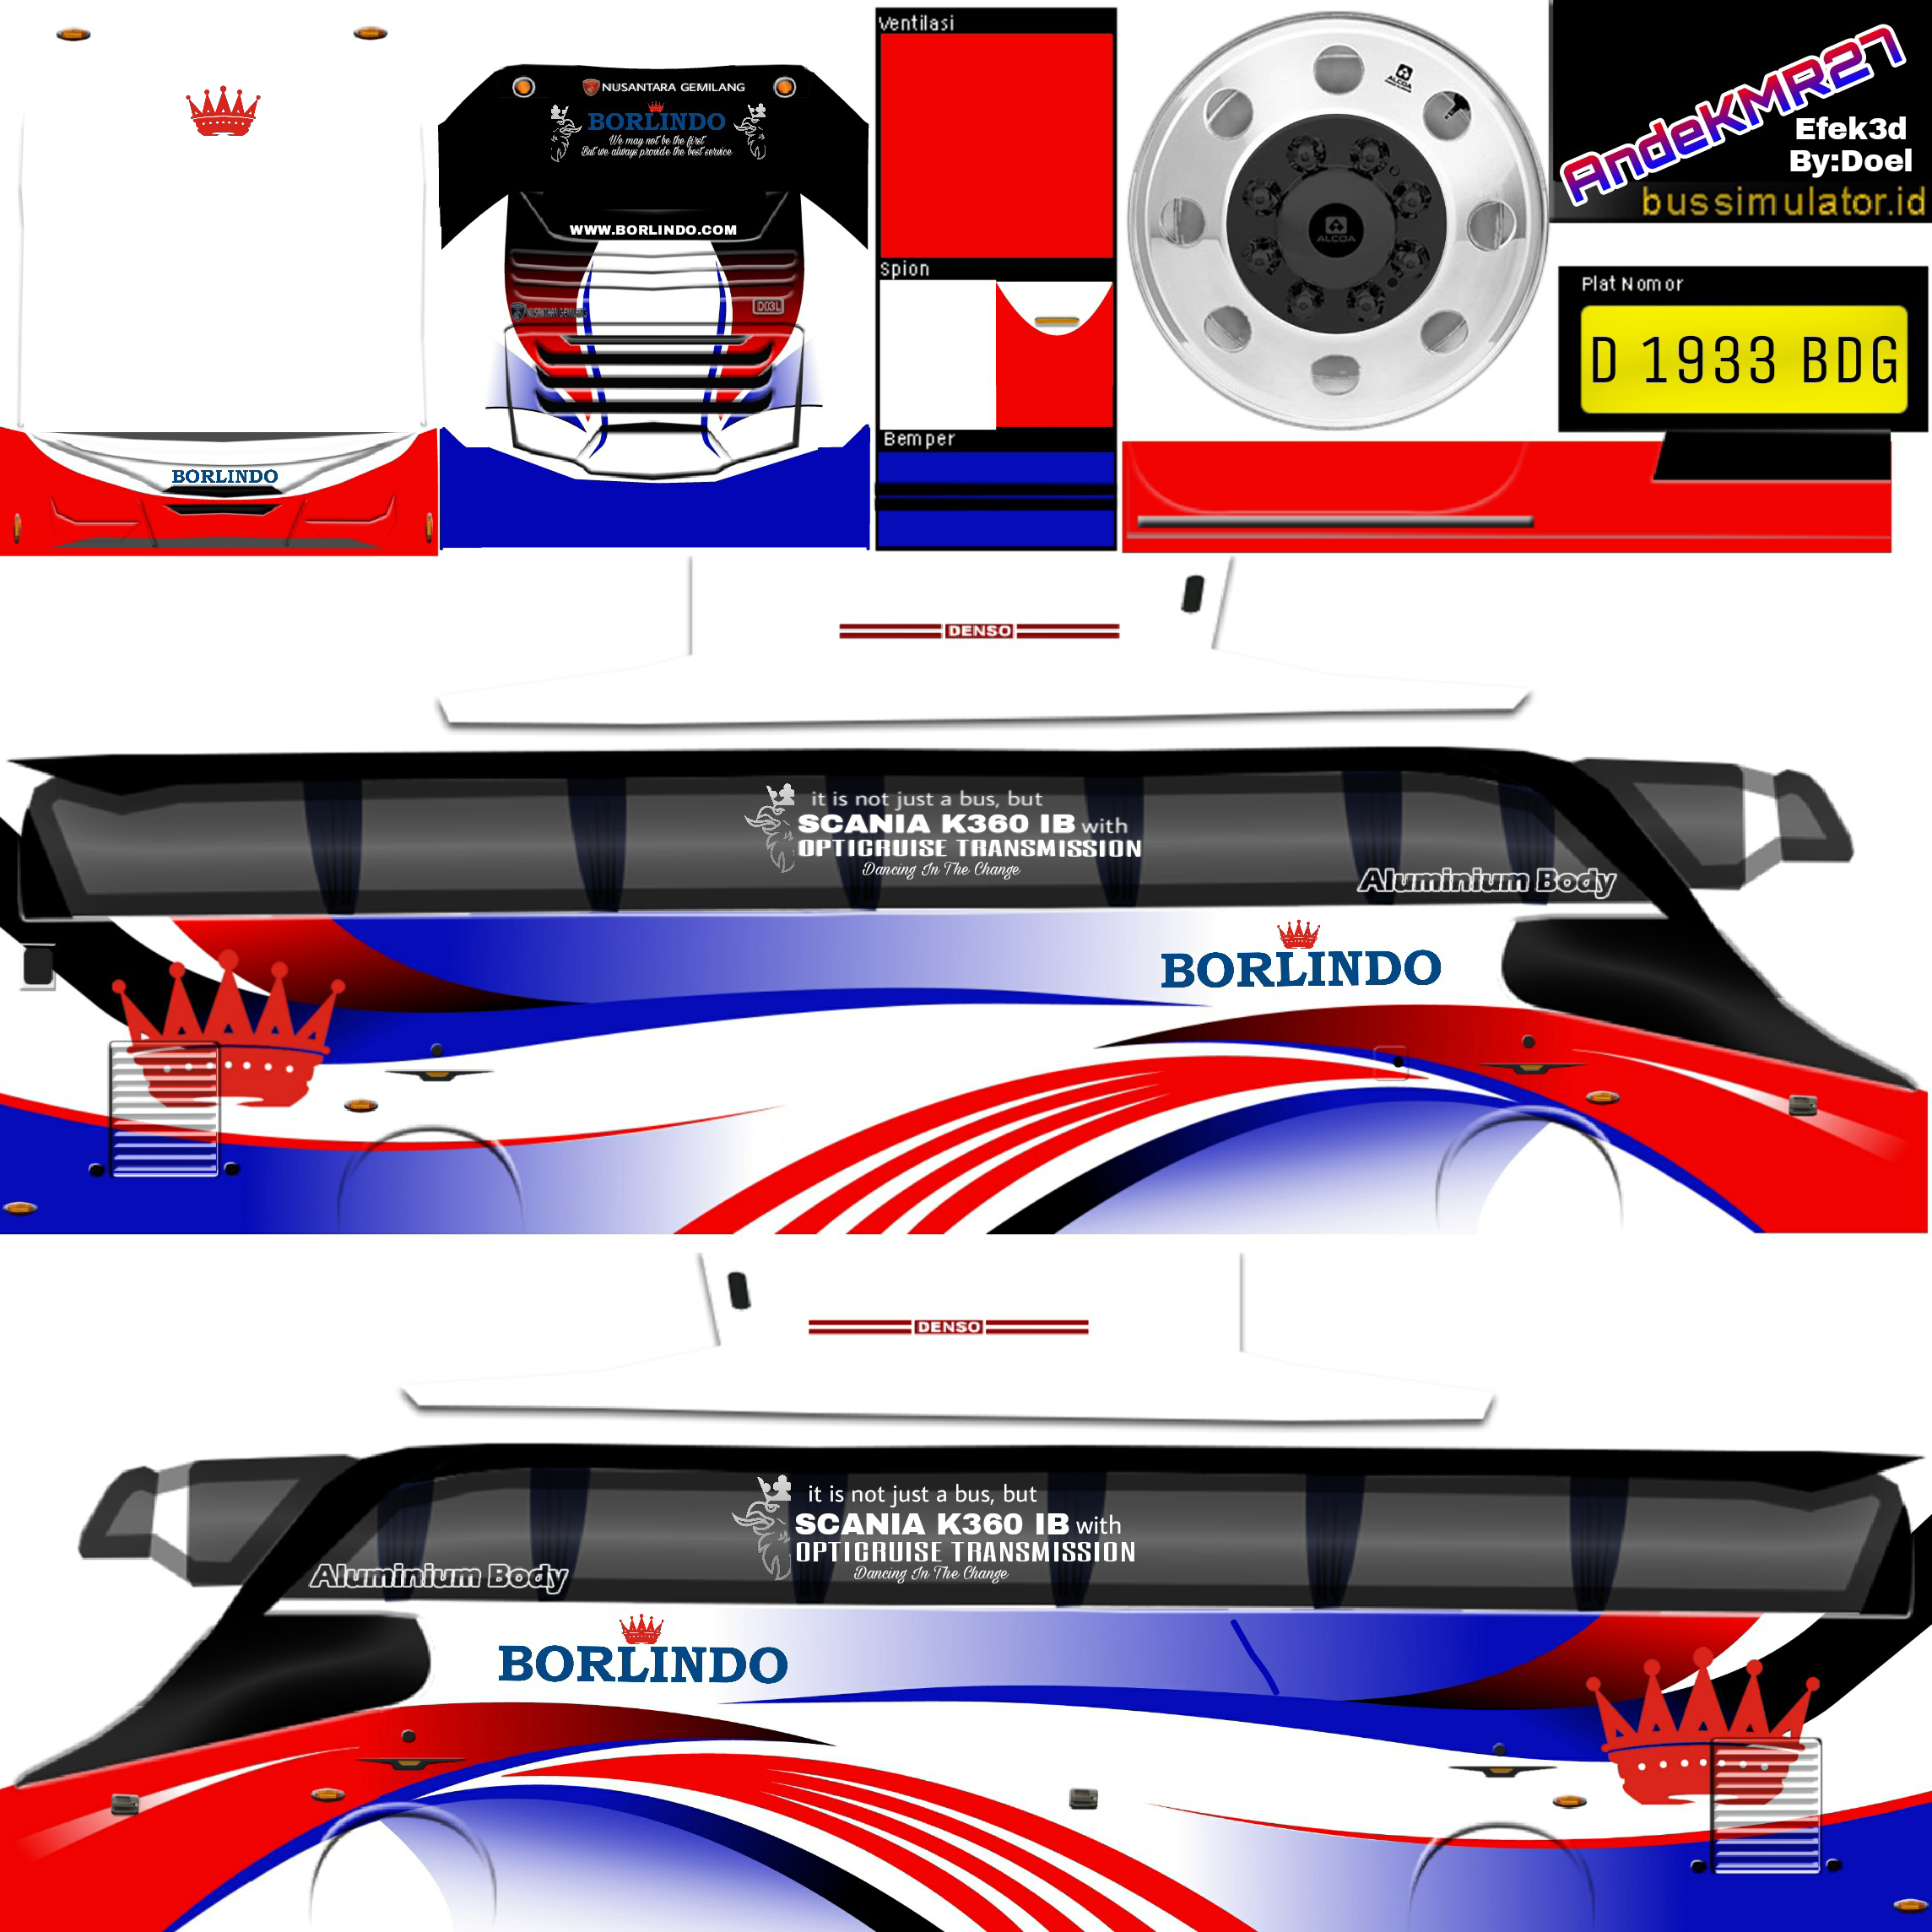 Ventilasi
NUSANTARA GEMILANG
BORLINDO
We may not be the first
But we always provide the best service
WWW.BORLINDO.COM
D03L
NUSANTARA GEMILANG
BORLINDO
Spion
Bemper
ALCOA
ALCOA
AndeKMR27
Efek3d
By:Doel
bussimulator.id
Plat Nomor
D 1933 BDG
DENSO
it is not just a bus, but
SCANIA K360 IB with
OPTICRUISE TRANSMISSION
Dancing In The Change
Aluminium Body
BORLINDO
DENSO
it is not just a bus, but
SCANIA K360 IB with
OPTICRUISE TRANSMISSION
Dancing In The Change
Aluminium Body
BORLINDO